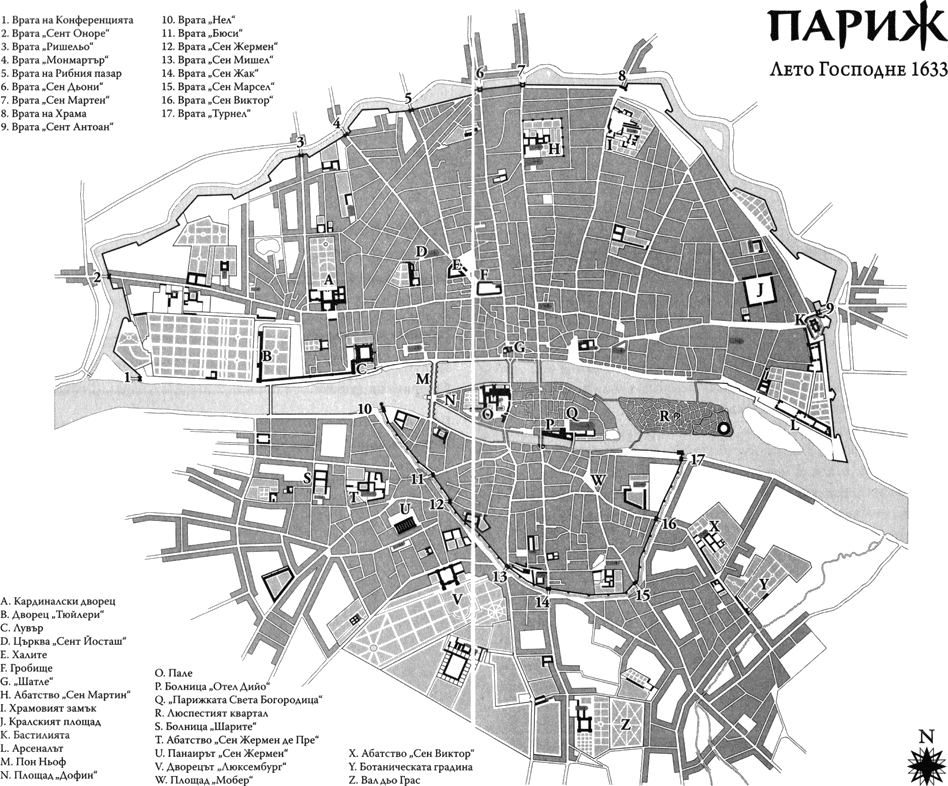 ПАРИЖ
Лето Господне 1633
1. Врата на Конференцията
2. Врата „Сент Оноре“
3. Врата „Ришельо“
4. Врата „Монмартър“
5. Врата на Рибния пазар
6. Врата „Сен Дьони“
7. Врата „Сен Мартен“
8. Врата на Храма
9. Врата „Сент Антоан“
10. Врата „Нел“
11. Врата „Бюси“
12. Врата „Сен Жермен“
13. Врата „Сен Мишел“
14. Врата „Сен Жак“
15. Врата „Сен Марсел“
16. Врата „Сен Виктор“
17. Врата „Турнел“
6
7
8
5
4
3
H
I
2
D
E
F
A
J
K
9
B
C
G
1
M
N
O
P
Q
R
L
10
11
12
S
T
U
W
17
16
X
13
14
15
V
Y
Z
N
A. Кардиналски дворец
B. Дворец „Тюйлери“
C. Лувър
D. Църква „Сент Йосташ“
E. Халите
F. Гробище
G. „Шатле“
H. Абатство „Сен Мартин“
I. Храмовият замък
J. Кралският площад
K. Бастилията
L. Арсеналът
M. Пон Ньоф
N. Площад „Дофин“
O. Пале
P. Болница „Отел Дийо“
Q. „Парижката Света Богородица“
R. Люспестият квартал
S. Болница „Шарите“
T. Абатство „Сен Жермен де Пре“
U. Панаирът „Сен Жермен“
V. Дворецът „Люксембург“
W. Площад „Мобер“
X. Абатство „Сен Виктор“
Y. Ботаническата градина
Z. Вал дьо Грас